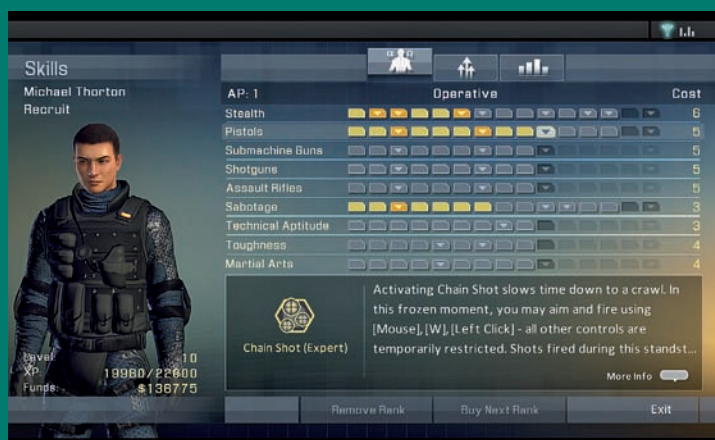 Skills
Michael Thorton
Recruit
AP: 1 Operative Cost
Stealth 6
Pistols 5
Submachine Guns 5
Shotguns 5
Assault Rifles 5
Sabotage 3
Technical Aptitude 3
Toughness 4
Martial Arts 4
Chain Shot (Expert)
Activating Chain Shot slows time down to a crawl. In
this frozen moment, you may aim and fire using
[Mouse], [W], [Left Click] - all other controls are
temporarily restricted. Shots fired during this standst...
More Info
Level: 10
XP: 19980/22800
Funds: $136775
Remove Rank Buy Next Rank Exit